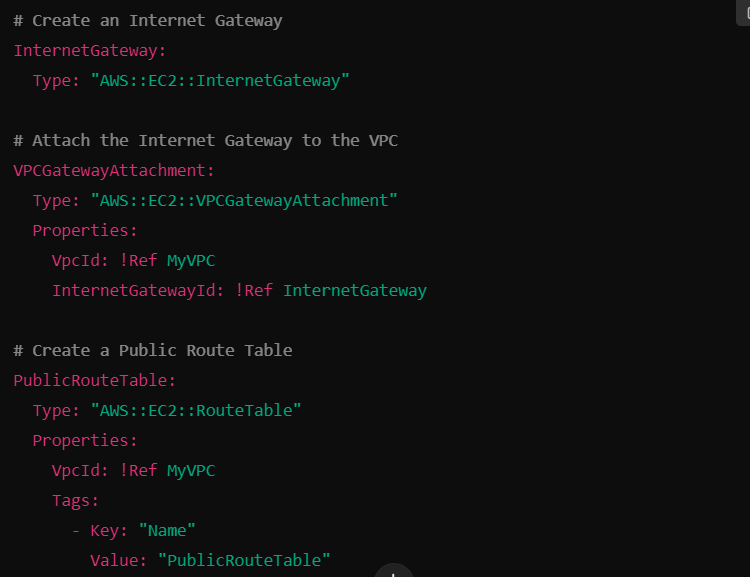 # Create an Internet Gateway
InternetGateway:
  Type: "AWS::EC2::InternetGateway"

# Attach the Internet Gateway to the VPC
VPCGatewayAttachment:
  Type: "AWS::EC2::VPCGatewayAttachment"
  Properties:
    VpcId: !Ref MyVPC
    InternetGatewayId: !Ref InternetGateway

# Create a Public Route Table
PublicRouteTable:
  Type: "AWS::EC2::RouteTable"
  Properties:
    VpcId: !Ref MyVPC
    Tags:
      - Key: "Name"
        Value: "PublicRouteTable"